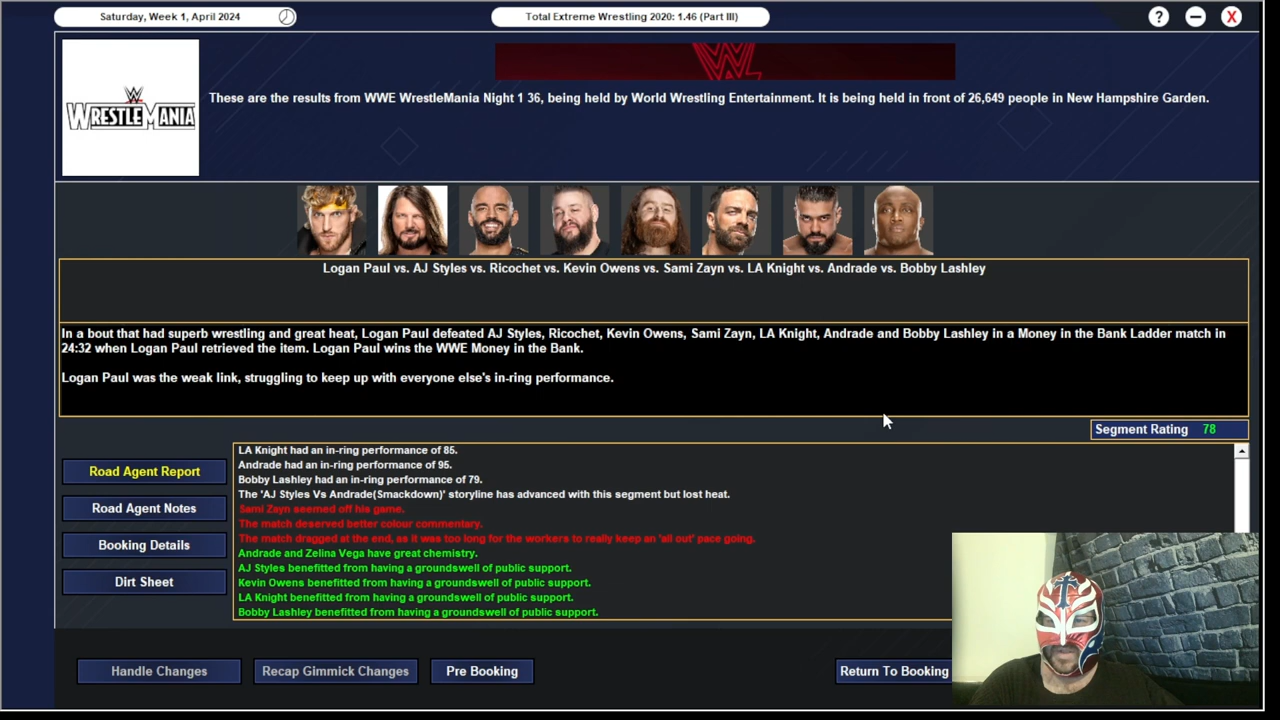 Saturday, Week 1, April 2024
Total Extreme Wrestling 2020: 1.46 (Part III)
?
X
W
WRESTLEMANIA
These are the results from WWE WrestleMania Night 1 36, being held by World Wrestling Entertainment. It is being held in front of 26,649 people in New Hampshire Garden.
Logan Paul vs. AJ Styles vs. Ricochet vs. Kevin Owens vs. Sami Zayn vs. LA Knight vs. Andrade vs. Bobby Lashley
In a bout that had superb wrestling and great heat, Logan Paul defeated AJ Styles, Ricochet, Kevin Owens, Sami Zayn, LA Knight, Andrade and Bobby Lashley in a Money in the Bank Ladder match in
24:32 when Logan Paul retrieved the item. Logan Paul wins the WWE Money in the Bank.
Logan Paul was the weak link, struggling to keep up with everyone else's in-ring performance.
Segment Rating 78
Road Agent Report
Road Agent Notes
Booking Details
Dirt Sheet
LA Knight had an in-ring performance of 85.
Andrade had an in-ring performance of 95.
Bobby Lashley had an in-ring performance of 79.
The 'AJ Styles Vs Andrade(Smackdown)' storyline has advanced with this segment but lost heat.
Sami Zayn seemed off his game.
The match deserved better colour commentary.
The match dragged at the end, as it was too long for the workers to really keep an 'all out' pace going.
Andrade and Zelina Vega have great chemistry.
AJ Styles benefitted from having a groundswell of public support.
Kevin Owens benefitted from having a groundswell of public support.
LA Knight benefitted from having a groundswell of public support.
Bobby Lashley benefitted from having a groundswell of public support.
Handle Changes
Recap Gimmick Changes
Pre Booking
Return To Booking